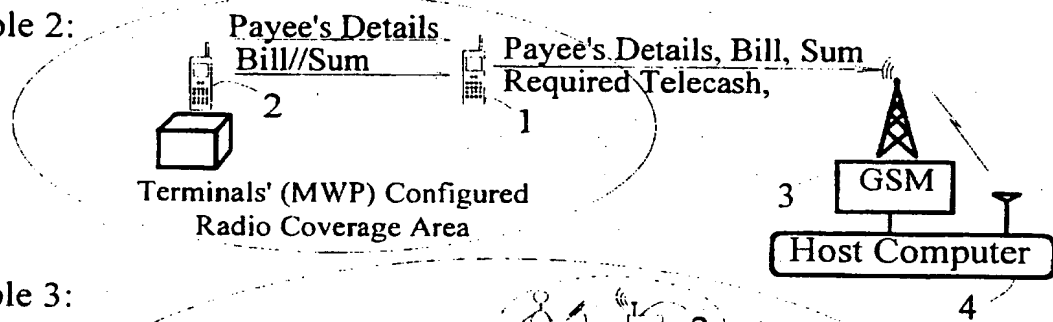 ple 2:
Payee's Details
Bill//Sum
Payee's Details, Bill, Sum
Required Telecash,
2
1
Terminals' (MWP) Configured
Radio Coverage Area
3
GSM
Host Computer
4
ple 3: